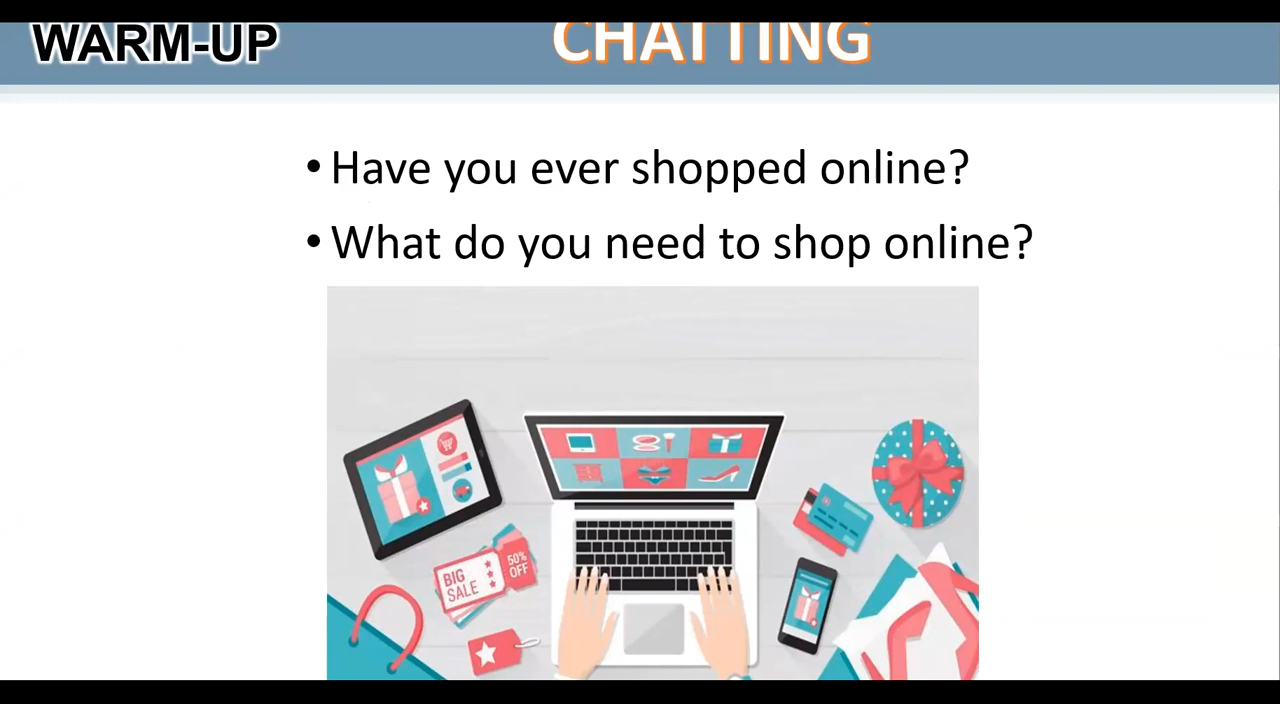 WARM-UP
CHATTING
• Have you ever shopped online?
• What do you need to shop online?
BIG
SALE
50%
OFF